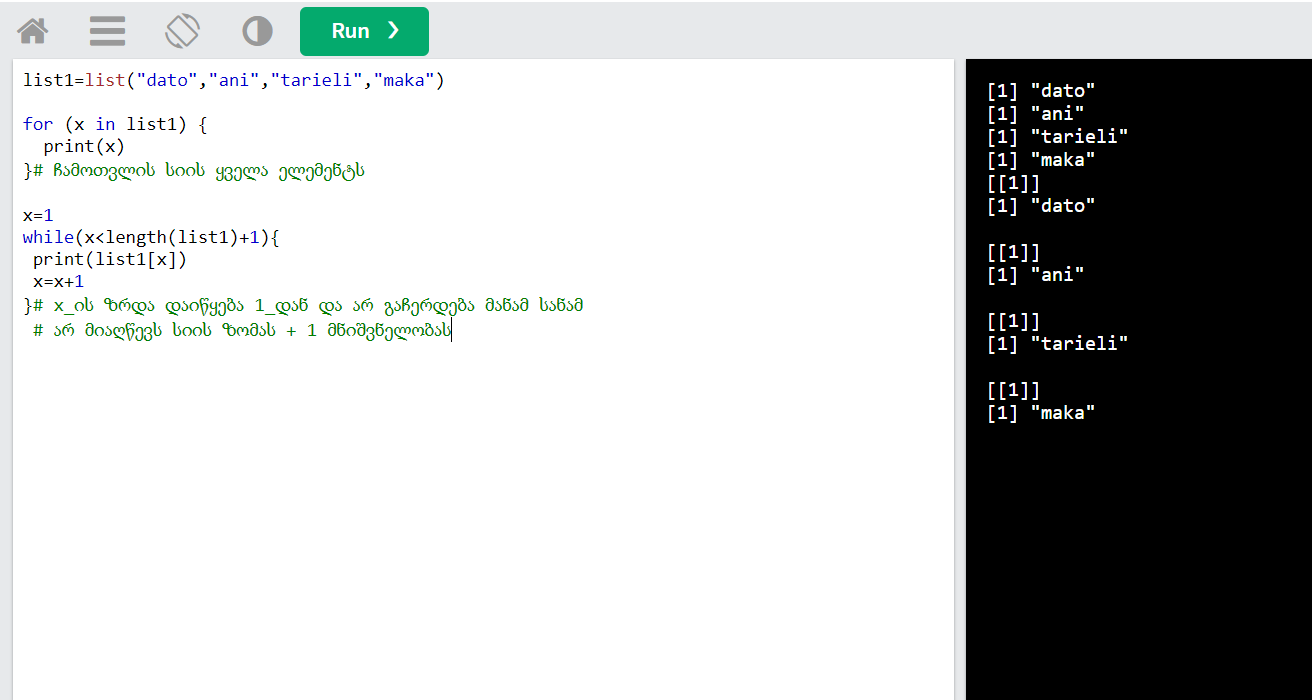 Run ❯
list1=list("dato","ani","tarieli","maka")
for (x in list1) {
  print(x)
}# ჩამოთვლის სიის ყველა ელემენტს
x=1
while(x<length(list1)+1){
 print(list1[x])
 x=x+1
}# x_ის ზრდა დაიწყება 1_დან და არ გაჩერდება მანამ სანამ
 # არ მიაღწევს სიის ზომას + 1 მნიშვნელობას
[1] "dato"
[1] "ani"
[1] "tarieli"
[1] "maka"
[[1]]
[1] "dato"
[[1]]
[1] "ani"
[[1]]
[1] "tarieli"
[[1]]
[1] "maka"